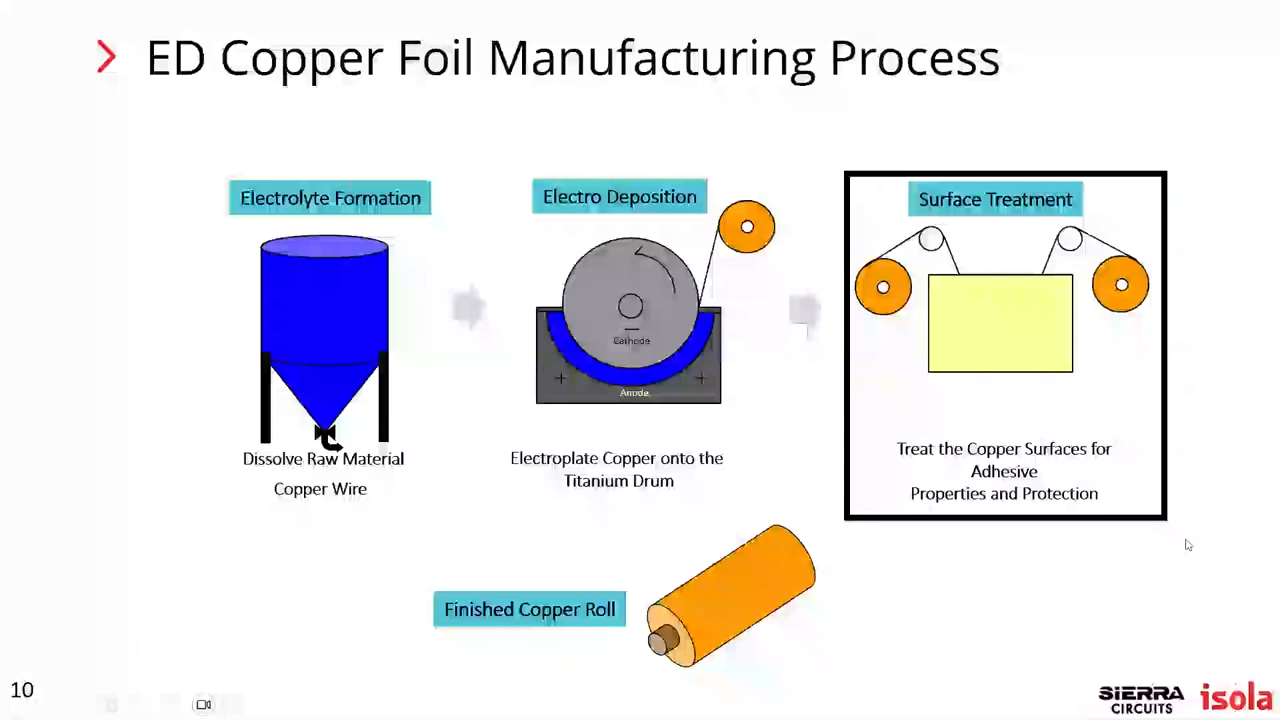 ED Copper Foil Manufacturing Process
Electrolyte Formation
Dissolve Raw Material
Copper Wire
Electro Deposition
Cathode
+ +
Anode
Electroplate Copper onto the
Titanium Drum
Surface Treatment
Treat the Copper Surfaces for
Adhesive
Properties and Protection
Finished Copper Roll
10
SIERRA
CIRCUITS
isola